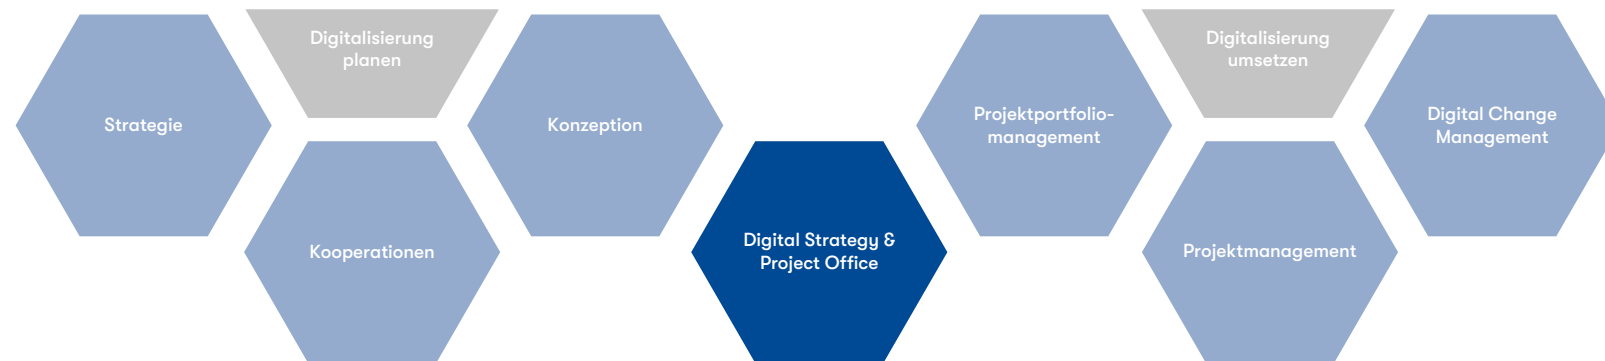 Strategie
Digitalisierung
planen
Kooperationen
Konzeption
Digital Strategy &
Project Office
Projektportfolio-
management
Digitalisierung
umsetzen
Projektmanagement
Digital Change
Management